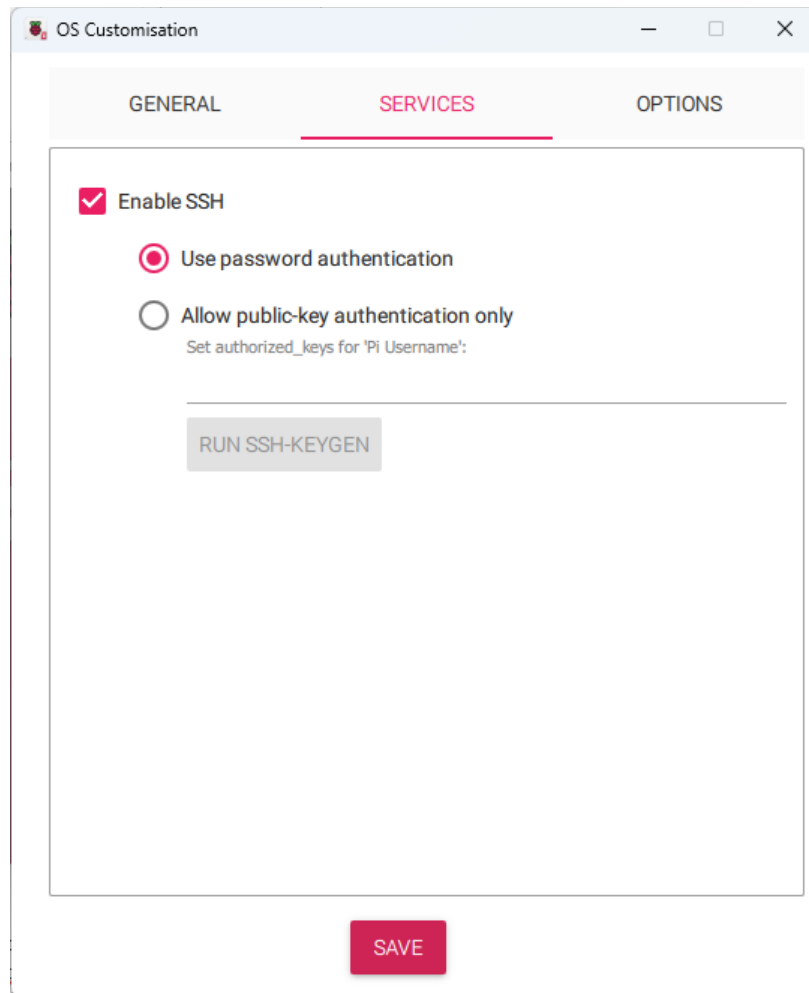 OS Customisation
GENERAL SERVICES OPTIONS
Enable SSH
Use password authentication
Allow public-key authentication only
Set authorized_keys for 'Pi Username':
RUN SSH-KEYGEN
SAVE